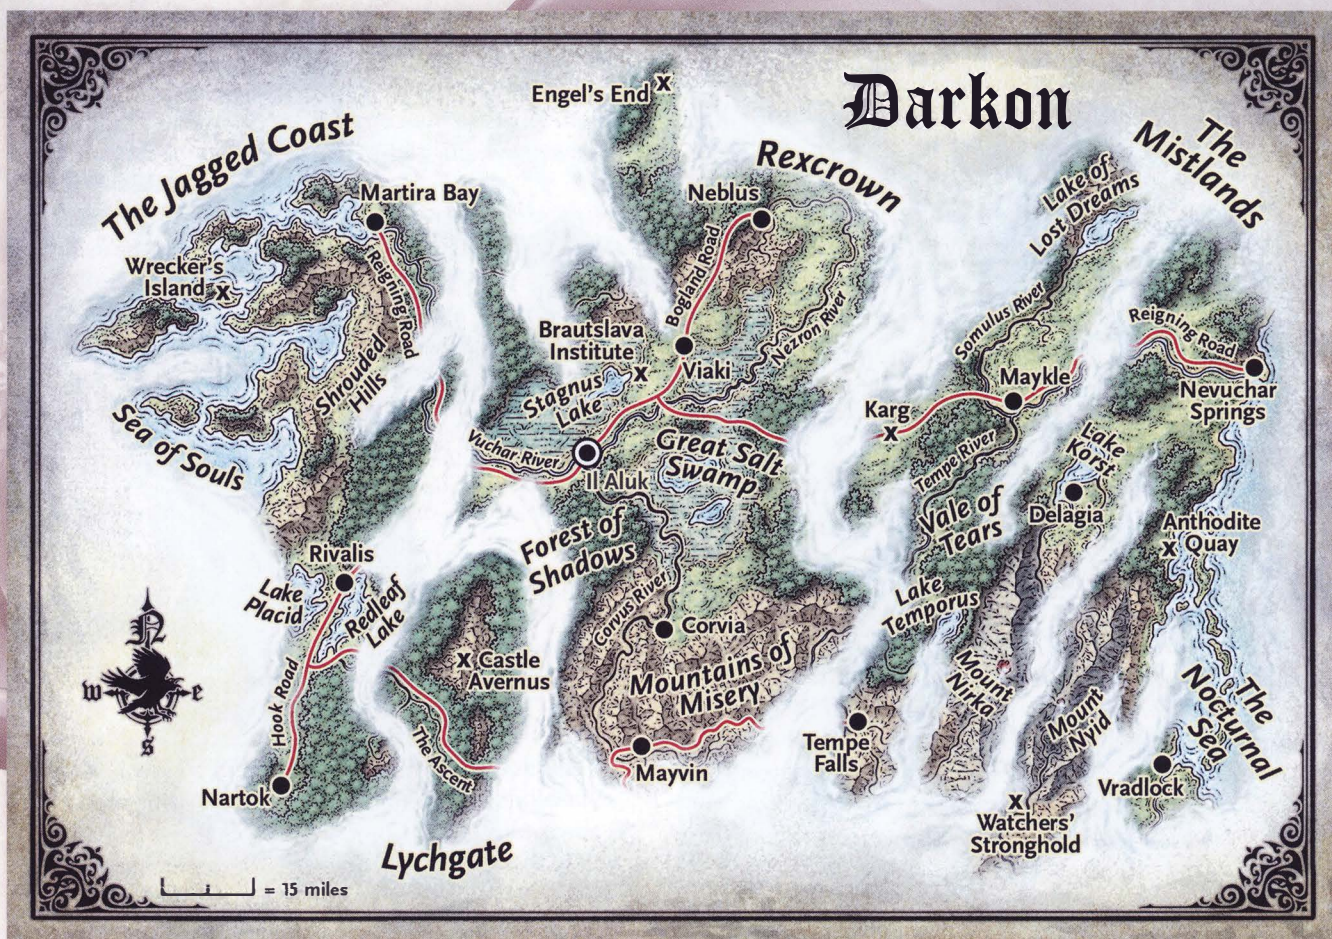 Darkon
Engel's End
x
The Jagged Coast
Martira Bay
Wrecker's
Island x
Reigning Road
Shrouded
Hills
Sea of Souls
Rexcrown
Neblus
Bogland Road
Nezron River
Brautslava
Institute
x
Viaki
Stagnus
Lake
Vuchar River
Il Aluk
Great Salt
Swamp
Forest of
Shadows
The
Mistlands
Lake of
Lost Dreams
Somulus River
Reigning Road
Nevuchar
Springs
Maykle
Karg
x
Tempe River
Lake
Korst
Delagia
Vale of
Tears
Anthodite
x Quay
Rivalis
Lake
Placid
Redleaf
Lake
Hook Road
Nartok
x Castle
Avernus
The Ascent
Lychgate
Corvus River
Corvia
Mountains of
Misery
Mayvin
Lake
Temporus
Tempe
Falls
Mount
Nirka
Mount
Nyid
The
Nocturnal
Sea
Vradlock
x
Watchers'
Stronghold
N
w e
s
= 15 miles